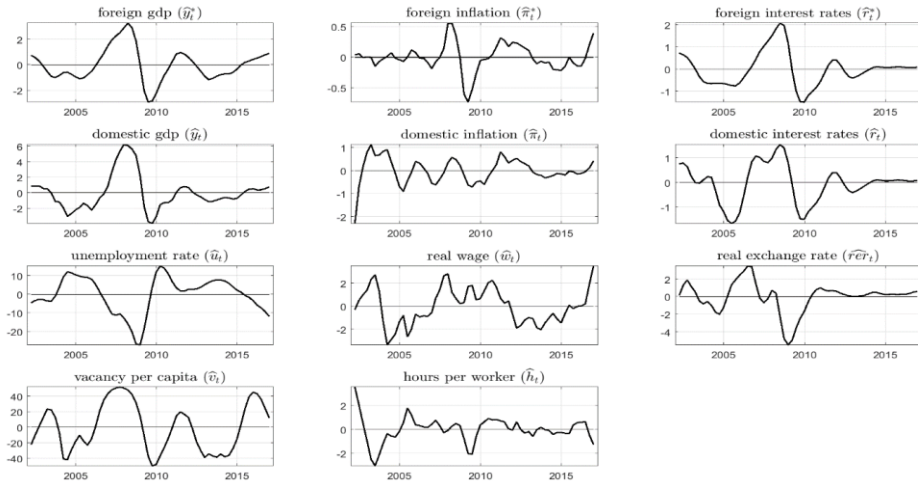 foreign gdp (ŷ*t)
2
0
-2
2005 2010 2015
foreign inflation (π̂*t)
0.5
0
-0.5
2005 2010 2015
foreign interest rates (r̂*t)
2
1
0
-1
2005 2010 2015
domestic gdp (ŷt)
6
4
2
0
-2
2005 2010 2015
domestic inflation (π̂t)
1
0
-1
-2
2005 2010 2015
domestic interest rates (r̂t)
1
0
-1
2005 2010 2015
unemployment rate (ût)
10
0
-10
-20
2005 2010 2015
real wage (ŵt)
2
0
-2
2005 2010 2015
real exchange rate (r̂er̂t)
2
0
-2
-4
2005 2010 2015
vacancy per capita (v̂t)
40
20
0
-20
-40
2005 2010 2015
hours per worker (ĥt)
2
0
-2
2005 2010 2015